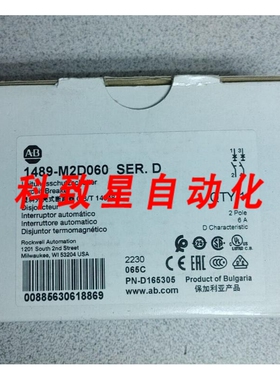 AB
1489-M2D060 SER. D
Circuit Breaker
Disjoncteur
Interruptor automático
Interruttore automatico
Disjuntor termomagnético
QTY
2 Pole
6 A
D Characteristic
科改星自动化
Rockwell Automation
1201 South 2nd Street
Milwaukee, WI 53204 USA
2230
065C
PN-D165305
www.ab.com
Product of Bulgaria
保加利亚产品
00885630618869